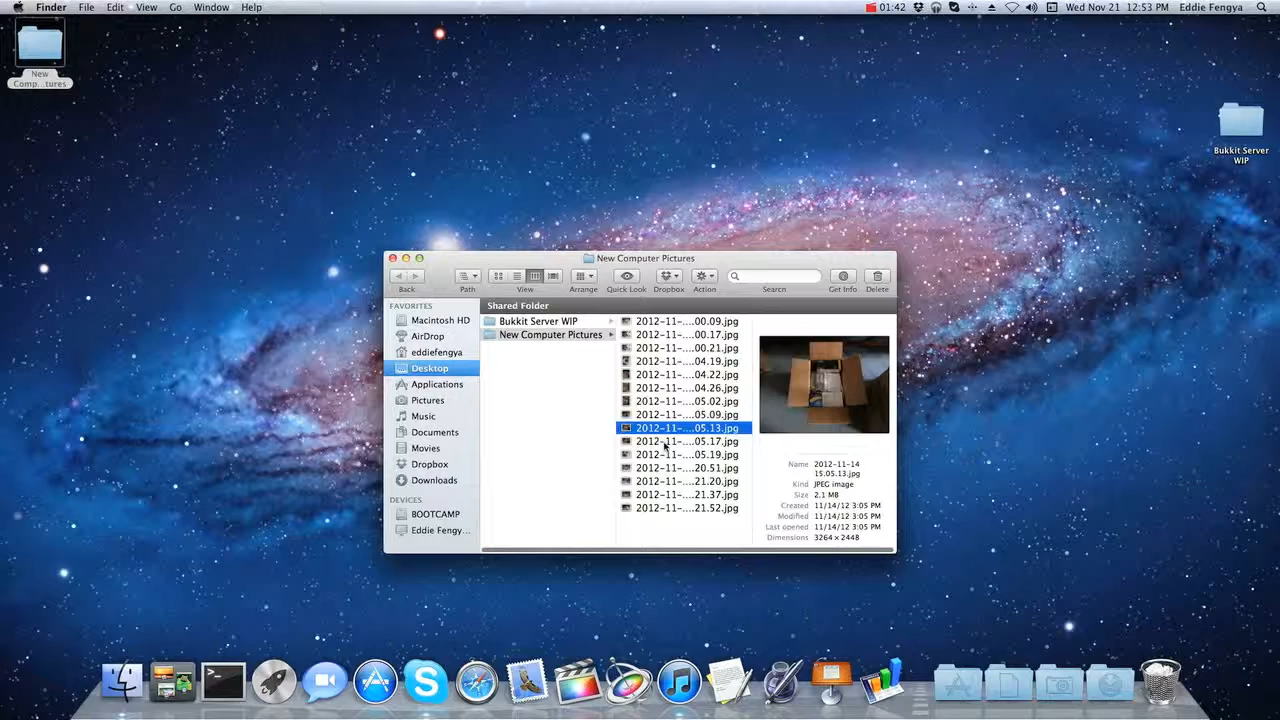 Finder File Edit View Go Window Help 01:42 Wed Nov 21 12:53 PM Eddie Fengya
New
Comp...tures
Bukkit Server
WIP
New Computer Pictures
Back Path View Arrange Quick Look Dropbox Action Search Get Info Delete
FAVORITES
Macintosh HD
AirDrop
eddiefengya
Desktop
Applications
Pictures
Music
Documents
Movies
Dropbox
Downloads
DEVICES
BOOTCAMP
Eddie Fengy...
Shared Folder
Bukkit Server WIP
New Computer Pictures
2012-11-....00.09.jpg
2012-11-....00.17.jpg
2012-11-....00.21.jpg
2012-11-....04.19.jpg
2012-11-....04.22.jpg
2012-11-....04.26.jpg
2012-11-....05.02.jpg
2012-11-....05.09.jpg
2012-11-....05.13.jpg
2012-11-....05.17.jpg
2012-11-....05.19.jpg
2012-11-....20.51.jpg
2012-11-....21.20.jpg
2012-11-....21.37.jpg
2012-11-....21.52.jpg
Name 2012-11-14
15.05.13.jpg
Kind JPEG image
Size 2.1 MB
Created 11/14/12 3:05 PM
Modified 11/14/12 3:05 PM
Last opened 11/14/12 3:05 PM
Dimensions 3264×2448